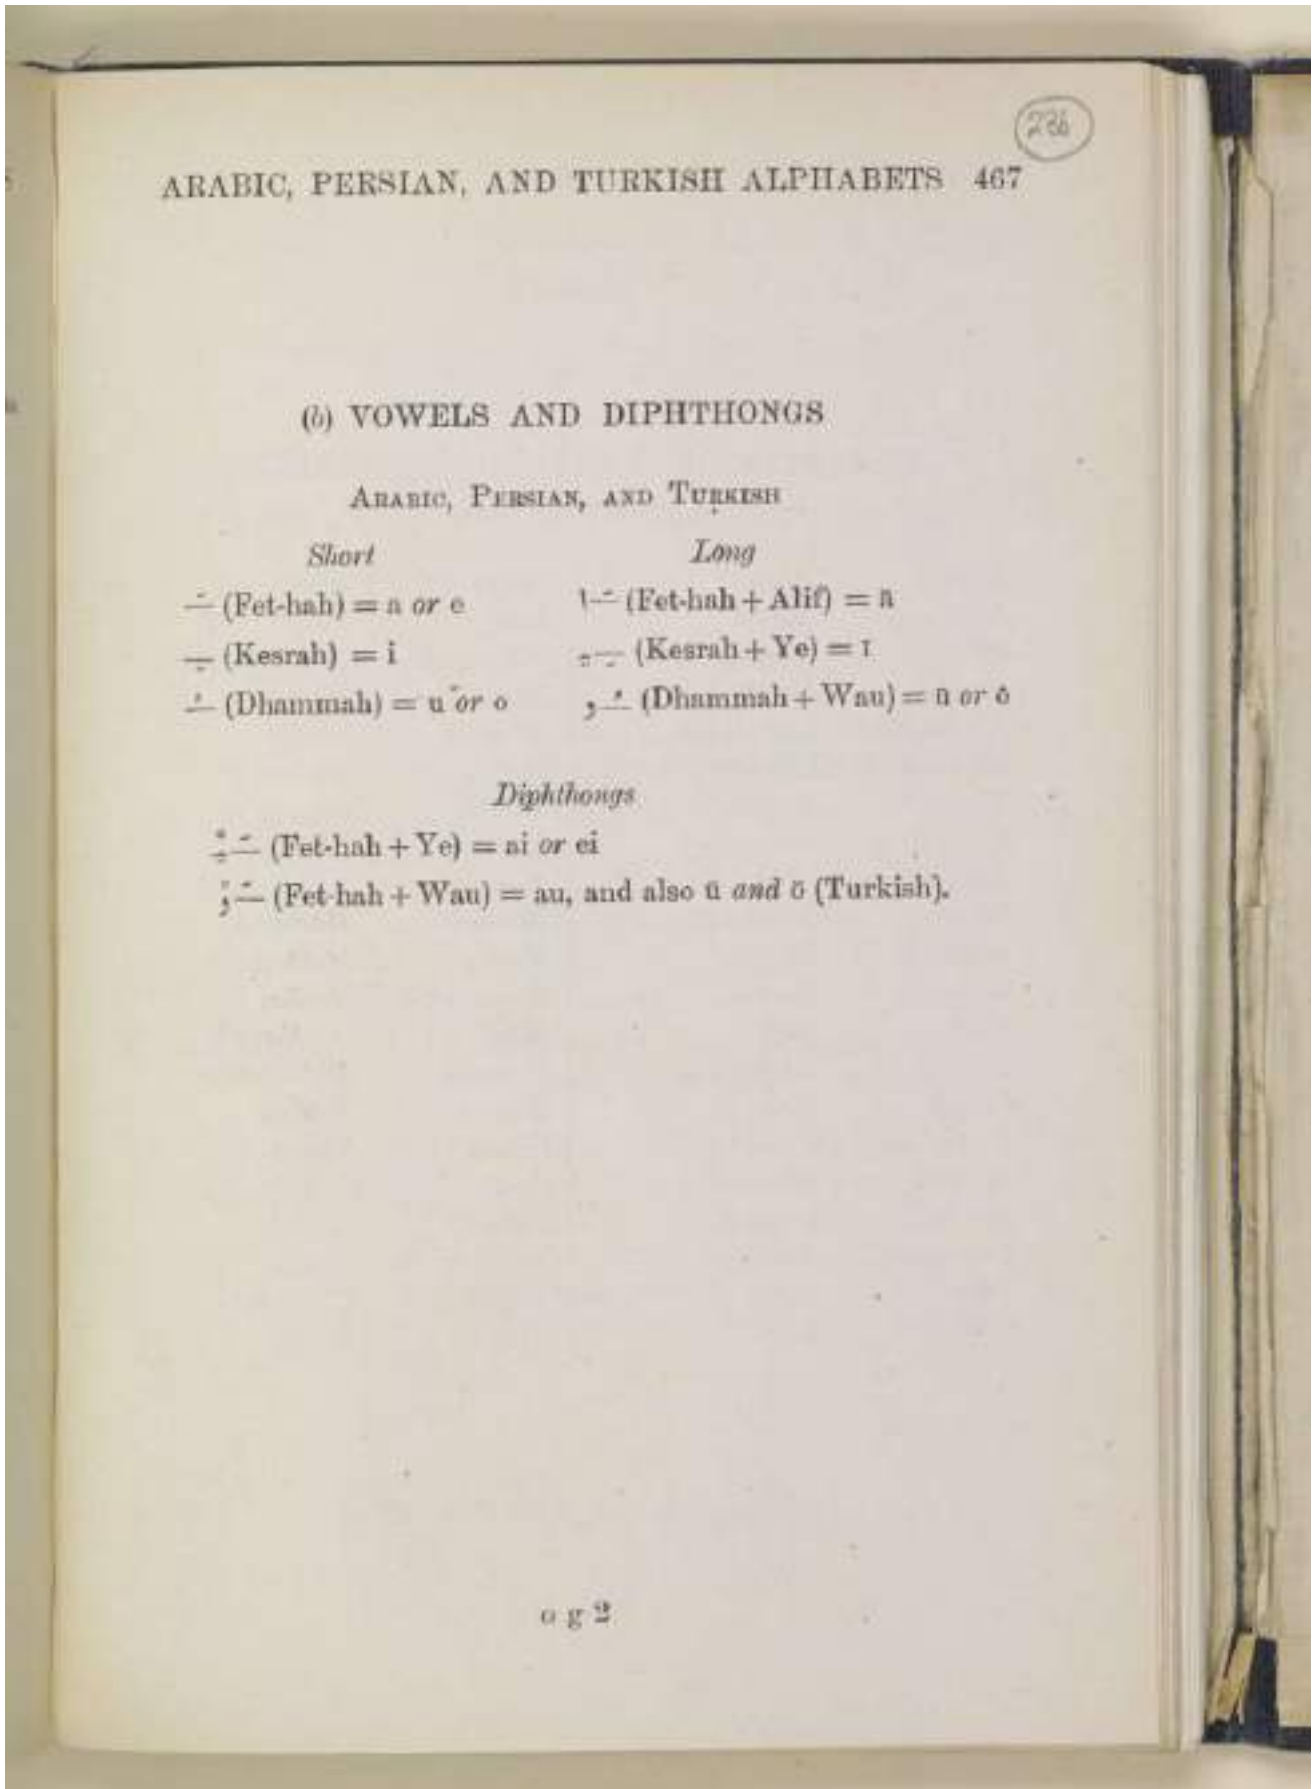 236
ARABIC, PERSIAN, AND TURKISH ALPHABETS 467
(b) VOWELS AND DIPHTHONGS
ARABIC, PERSIAN, AND TURKISH
Short Long
–َ (Fet-hah) = a or e –َا (Fet-hah + Alif) = ā
–ِ (Kesrah) = i –ِى (Kesrah + Ye) = ī
–ُ (Dhammah) = u or o –ُو (Dhammah + Wau) = ū or ō
Diphthongs
–َىْ (Fet-hah + Ye) = ai or ei
–َوْ (Fet-hah + Wau) = au, and also ū and ō (Turkish).
G g 2